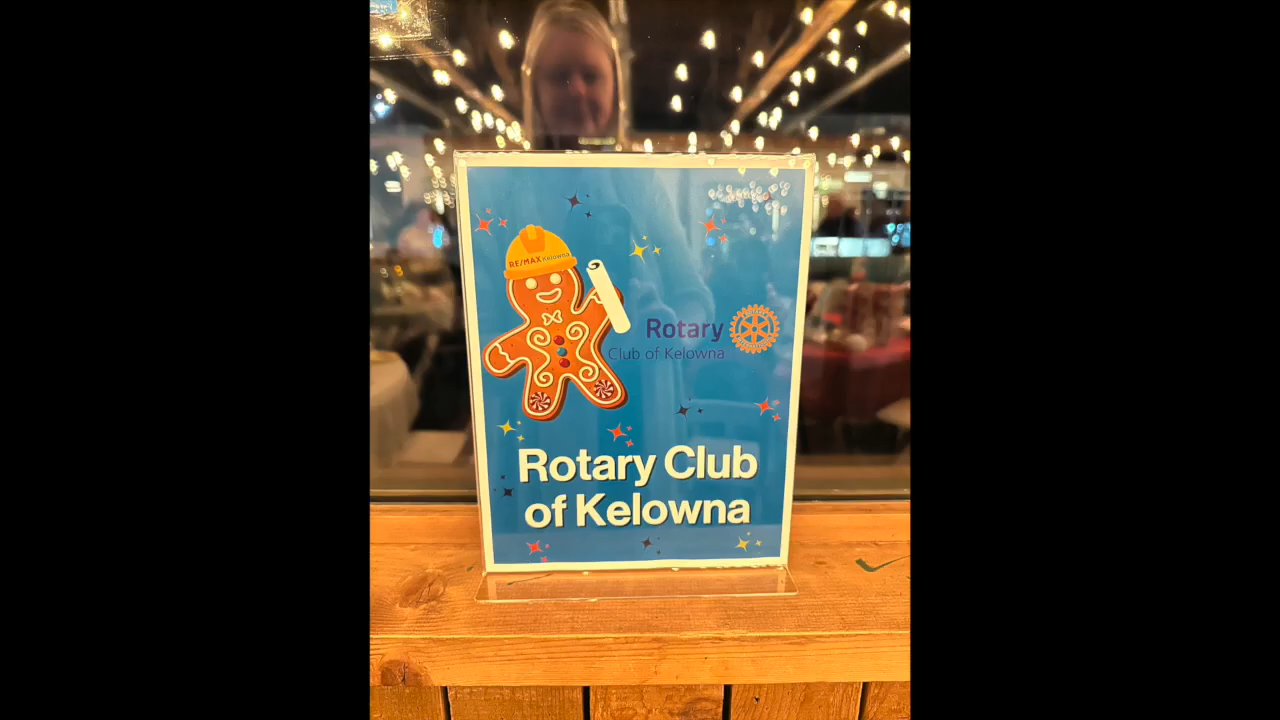 RE/MAX Kelowna
Rotary
Club of Kelowna
Rotary Club
of Kelowna